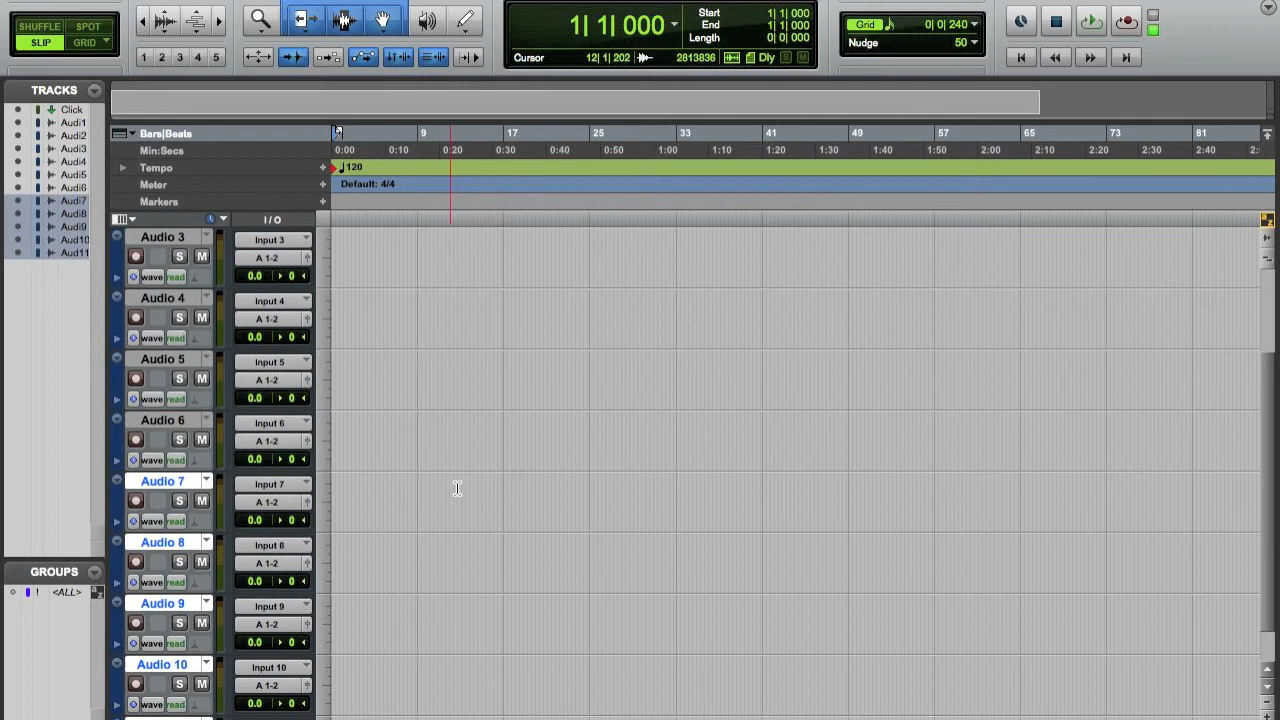 SHUFFLE SPOT
SLIP GRID
1 2 3 4 5
1| 1| 000
Start 1| 1| 000
End 1| 1| 000
Length 0| 0| 000
Cursor 12| 1| 202 2813836 Dly S M
Grid 0| 0| 240
Nudge 50
TRACKS
Click
Audi1
Audi2
Audi3
Audi4
Audi5
Audi6
Audi7
Audi8
Audi9
Aud10
Aud11
GROUPS
! <ALL> a z
Bars|Beats 9 17 25 33 41 49 57 65 73 81
Min:Secs 0:00 0:10 0:20 0:30 0:40 0:50 1:00 1:10 1:20 1:30 1:40 1:50 2:00 2:10 2:20 2:30 2:40 2:
Tempo + 120
Meter + Default: 4/4
Markers +
I / O a z
Audio 3 Input 3
S M A 1-2
wave read 0.0 0
Audio 4 Input 4
S M A 1-2
wave read 0.0 0
Audio 5 Input 5
S M A 1-2
wave read 0.0 0
Audio 6 Input 6
S M A 1-2
wave read 0.0 0
Audio 7 Input 7
S M A 1-2
wave read 0.0 0
Audio 8 Input 8
S M A 1-2
wave read 0.0 0
Audio 9 Input 9
S M A 1-2
wave read 0.0 0
Audio 10 Input 10
S M A 1-2
wave read 0.0 0